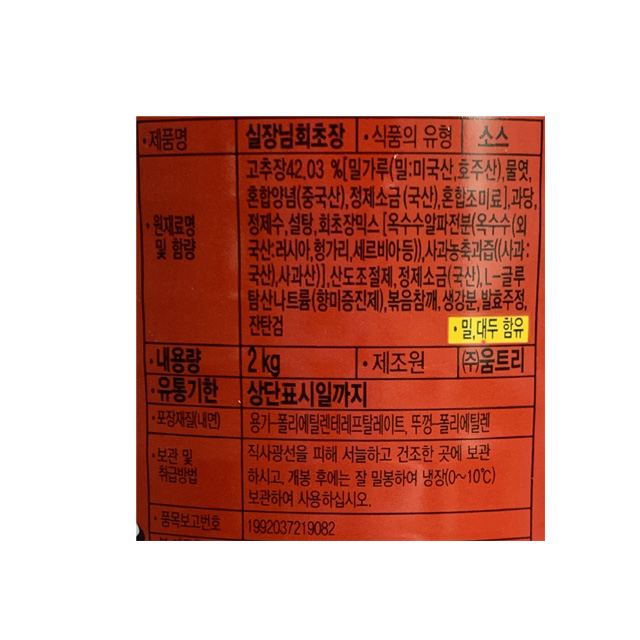 ·제품명 실장님회초장 ·식품의 유형 소스
고추장42.03 %[밀가루(밀:미국산,호주산),물엿,
혼합양념(중국산),정제소금(국산),혼합조미료],과당,
·원재료명 정제수,설탕,회초장믹스[옥수수알파전분(옥수수(외
및 함량 국산:러시아,헝가리,세르비아등)),사과농축과즙((사과:
국산),사과산)],산도조절제,정제소금(국산),L-글루
탐산나트륨(향미증진제),볶음참깨,생강분,발효주정,
잔탄검 ·밀,대두 함유
·내용량 2 kg ·제조원 ㈜움트리
·유통기한 상단표시일까지
·포장재질(내면) 용기-폴리에틸렌테레프탈레이트, 뚜껑-폴리에틸렌
·보관 및 직사광선을 피해 서늘하고 건조한 곳에 보관
취급방법 하시고, 개봉 후에는 잘 밀봉하여 냉장(0~10℃)
보관하여 사용하십시오.
·품목보고번호 1992037219082